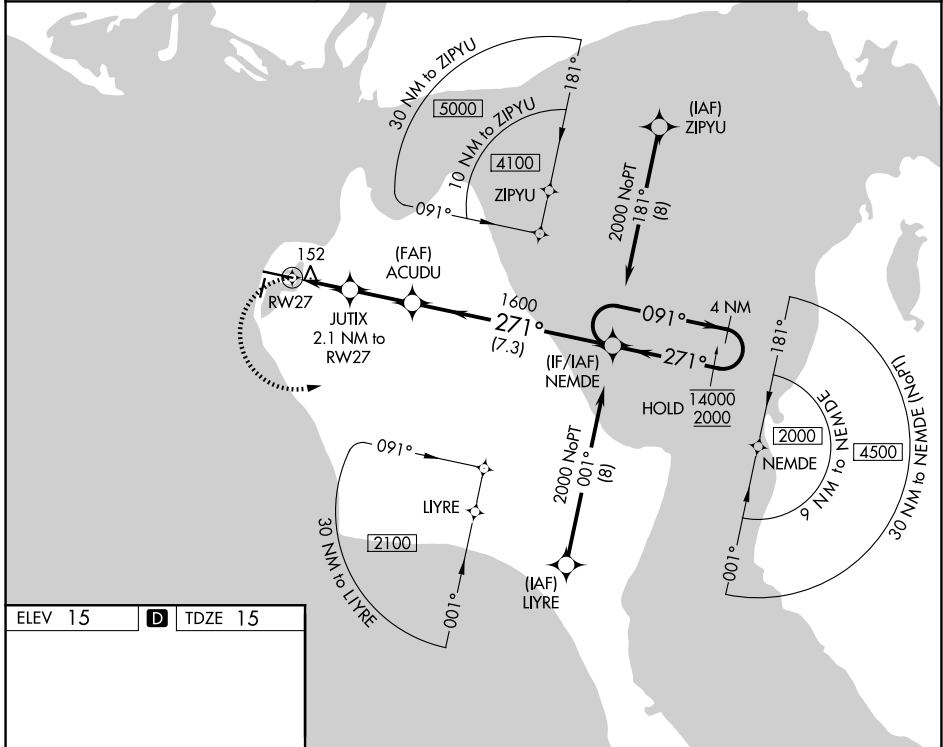 30 NM to ZIPYU
5000
10 NM to ZIPYU
4100
181°
ZIPYU
091°
(IAF)
ZIPYU
2000 NoPT
181°
(8)
152
RW27
JUTIX
2.1 NM to
RW27
(FAF)
ACUDU
1600
271°
(7.3)
(IF/IAF)
NEMDE
091°
4 NM
271°
HOLD
14000
2000
181°
2000
NEMDE
6 NM to NEMDE
4500
30 NM to NEMDE (NoPT)
001°
2000 NoPT
001°
(8)
(IAF)
LIYRE
091°
LIYRE
2100
30 NM to LIYRE
001°
ELEV 15
D
TDZE 15